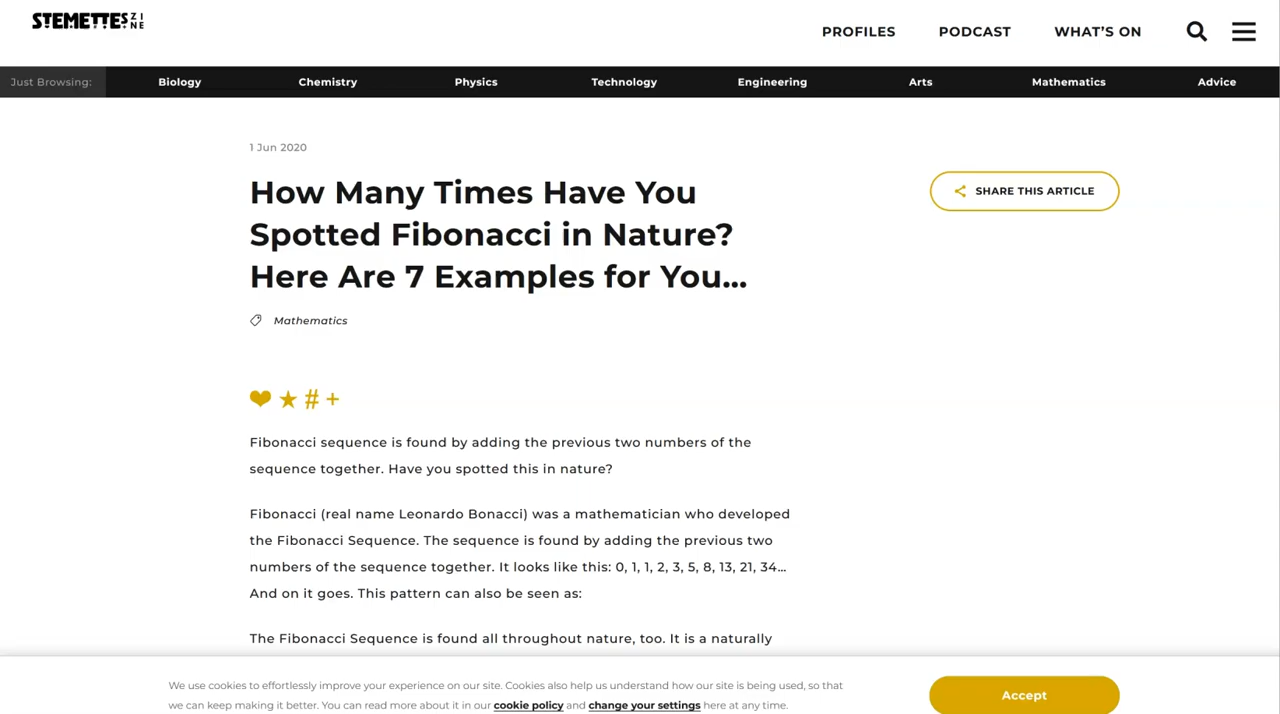 STEMETTES ZI
NE
PROFILES PODCAST WHAT'S ON
Just Browsing: Biology Chemistry Physics Technology Engineering Arts Mathematics Advice
1 Jun 2020
How Many Times Have You
Spotted Fibonacci in Nature?
Here Are 7 Examples for You...
SHARE THIS ARTICLE
Mathematics
❤ ★ # +
Fibonacci sequence is found by adding the previous two numbers of the
sequence together. Have you spotted this in nature?
Fibonacci (real name Leonardo Bonacci) was a mathematician who developed
the Fibonacci Sequence. The sequence is found by adding the previous two
numbers of the sequence together. It looks like this: 0, 1, 1, 2, 3, 5, 8, 13, 21, 34…
And on it goes. This pattern can also be seen as:
The Fibonacci Sequence is found all throughout nature, too. It is a naturally
We use cookies to effortlessly improve your experience on our site. Cookies also help us understand how our site is being used, so that
we can keep making it better. You can read more about it in our cookie policy and change your settings here at any time.
Accept